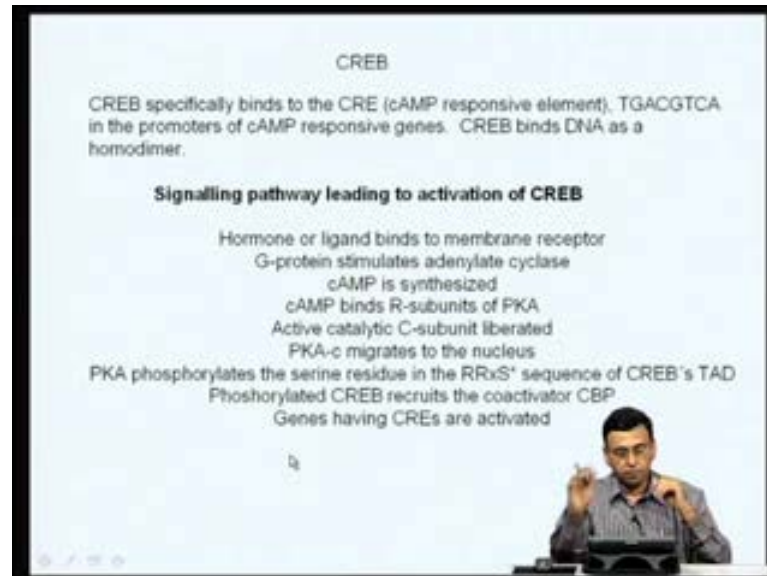 CREB
CREB specifically binds to the CRE (cAMP responsive element), TGACGTCA
in the promoters of cAMP responsive genes. CREB binds DNA as a
homodimer.
Signalling pathway leading to activation of CREB
Hormone or ligand binds to membrane receptor
G-protein stimulates adenylate cyclase
cAMP is synthesized
cAMP binds R-subunits of PKA
Active catalytic C-subunit liberated
PKA-c migrates to the nucleus
PKA phosphorylates the serine residue in the RRxS* sequence of CREB´s TAD
Phoshorylated CREB recruits the coactivator CBP
Genes having CREs are activated